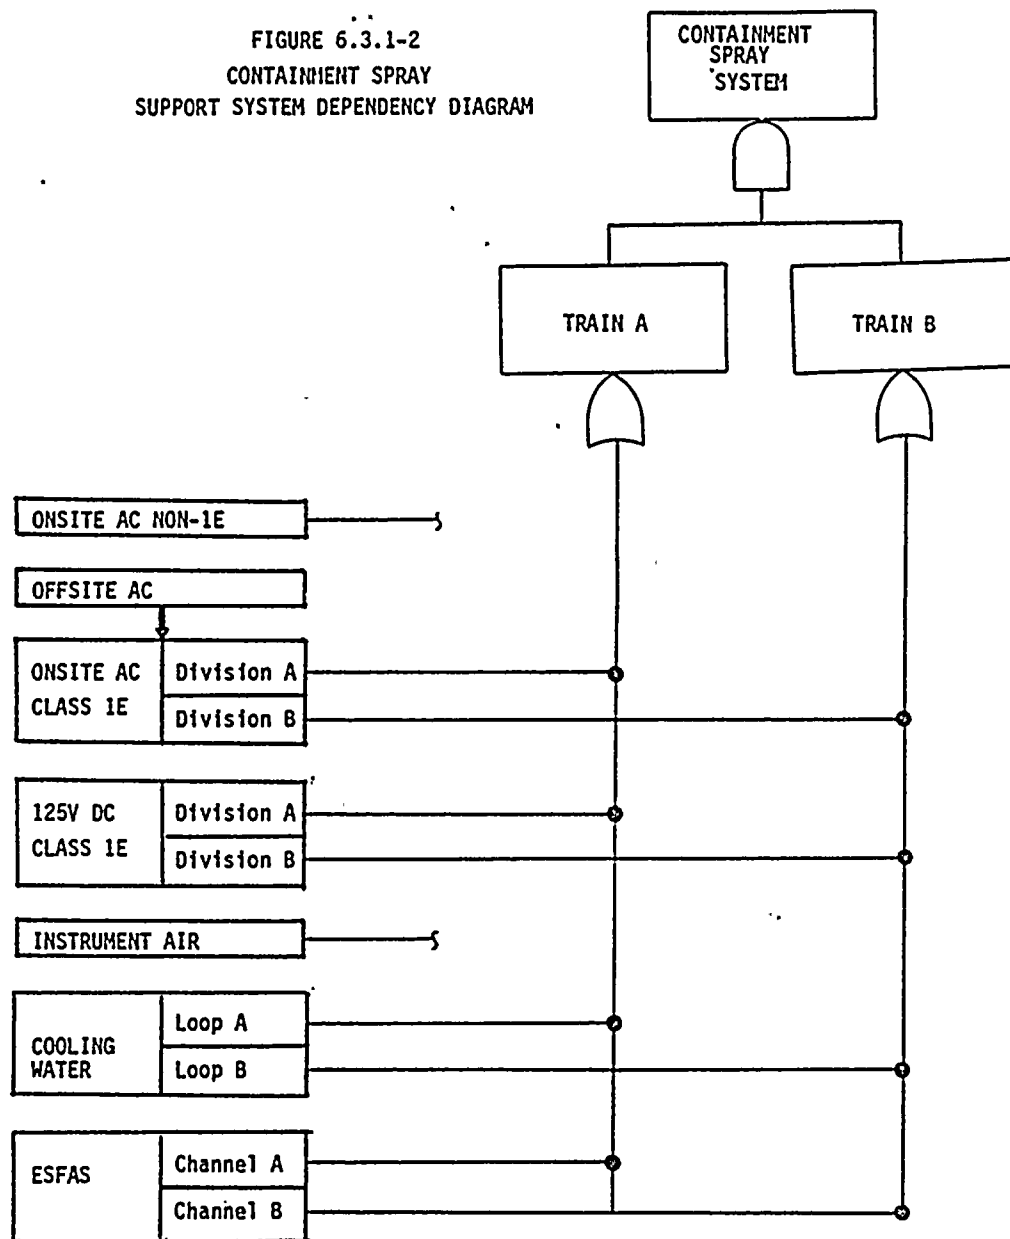 FIGURE 6.3.1-2
CONTAINMENT SPRAY
SUPPORT SYSTEM DEPENDENCY DIAGRAM
CONTAINMENT
SPRAY
SYSTEM
TRAIN A
TRAIN B
ONSITE AC NON-1E
OFFSITE AC
ONSITE AC
CLASS 1E
Division A
Division B
125V DC
CLASS 1E
Division A
Division B
INSTRUMENT AIR
COOLING
WATER
Loop A
Loop B
ESFAS
Channel A
Channel B